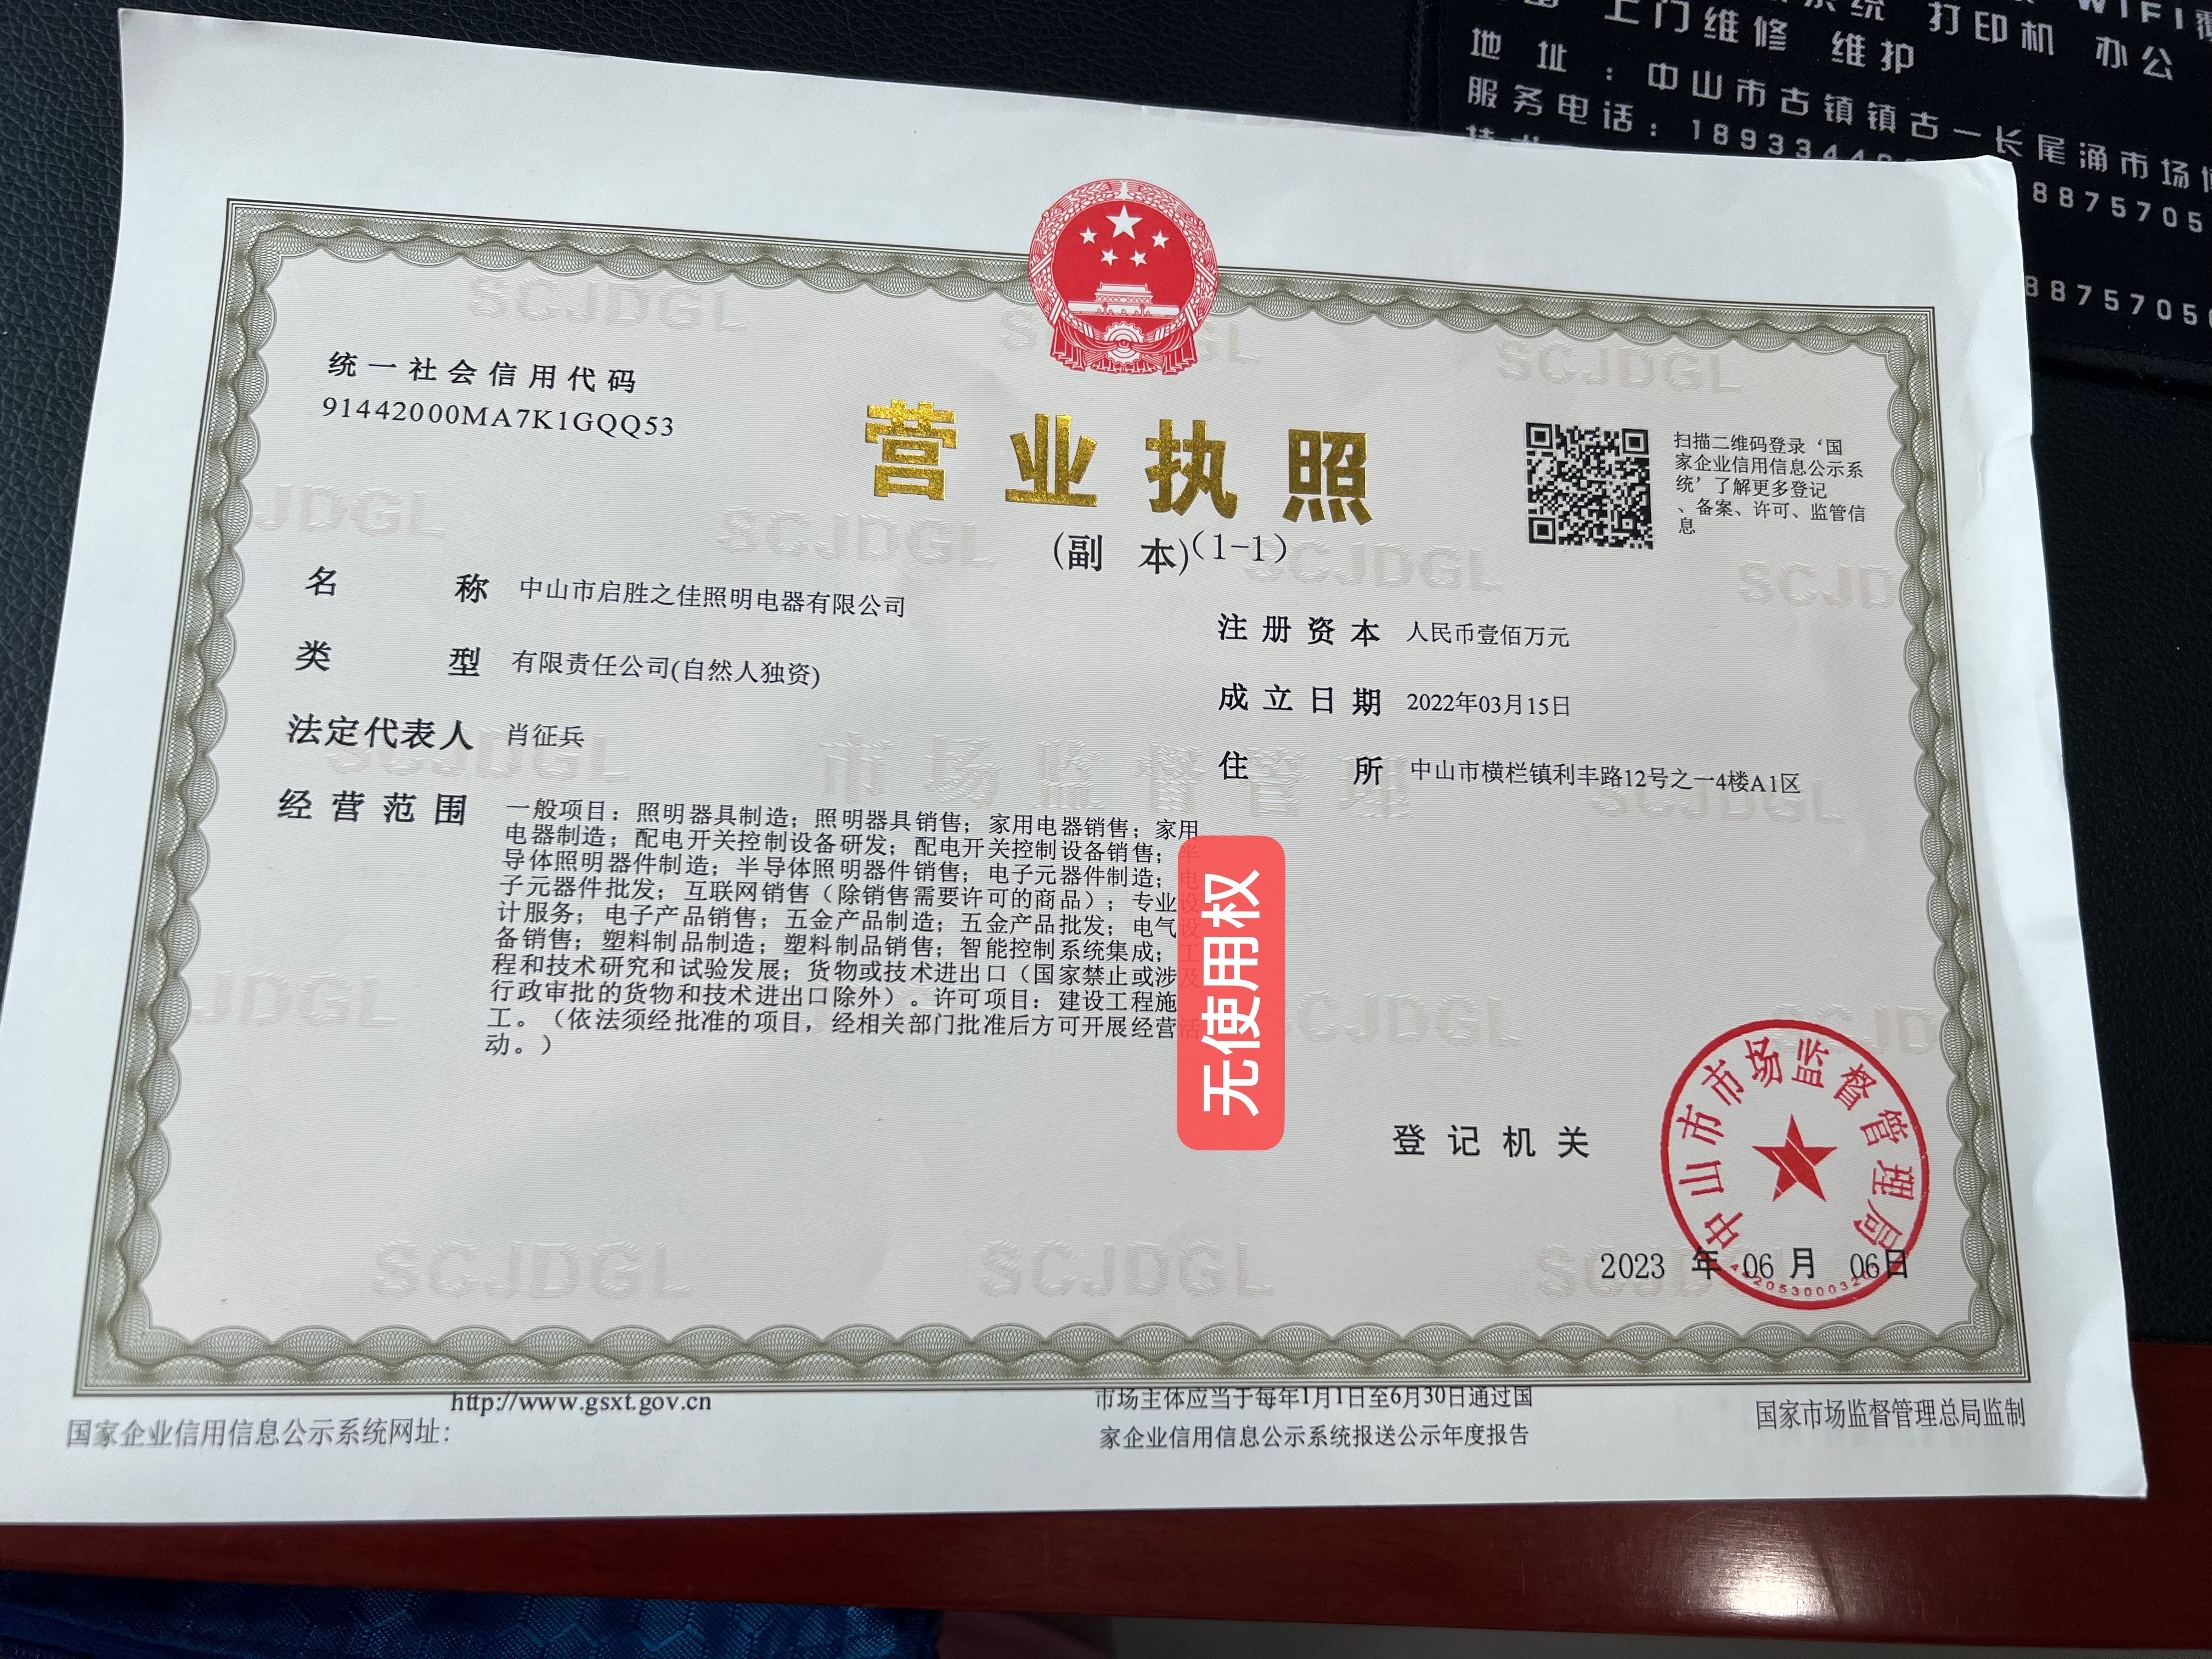 上门维修 维护
打印机 办公
地 址 ：中山市古镇镇古一长尾涌市场
服务电话：
8875705
营业执照
(副 本)(1-1)
统一社会信用代码
91442000MA7K1GQQ53
扫描二维码登录‘国
家企业信用信息公示系
统’了解更多登记
、备案、许可、监管信
息
名 称 中山市启胜之佳照明电器有限公司
类 型 有限责任公司(自然人独资)
法定代表人 肖征兵
经营范围 一般项目：照明器具制造；照明器具销售；家用电器销售；家用
电器制造；配电开关控制设备研发；配电开关控制设备销售；半
导体照明器件制造；半导体照明器件销售；电子元器件制造；电
子元器件批发；互联网销售（除销售需要许可的商品）；专业设
计服务；电子产品销售；五金产品制造；五金产品批发；电气设
备销售；塑料制品制造；塑料制品销售；智能控制系统集成；工
程和技术研究和试验发展；货物或技术进出口（国家禁止或涉及
行政审批的货物和技术进出口除外）。许可项目：建设工程施
工。（依法须经批准的项目，经相关部门批准后方可开展经营活
动。）
注册资本 人民币壹佰万元
成立日期 2022年03月15日
住 所 中山市横栏镇利丰路12号之一4楼A1区
无使用权
登记机关
中山市市场监督管理局
2023 年 06 月 06日
市场监督管理
SCJDGL
国家企业信用信息公示系统网址：
http://www.gsxt.gov.cn
市场主体应当于每年1月1日至6月30日通过国
家企业信用信息公示系统报送公示年度报告
国家市场监督管理总局监制